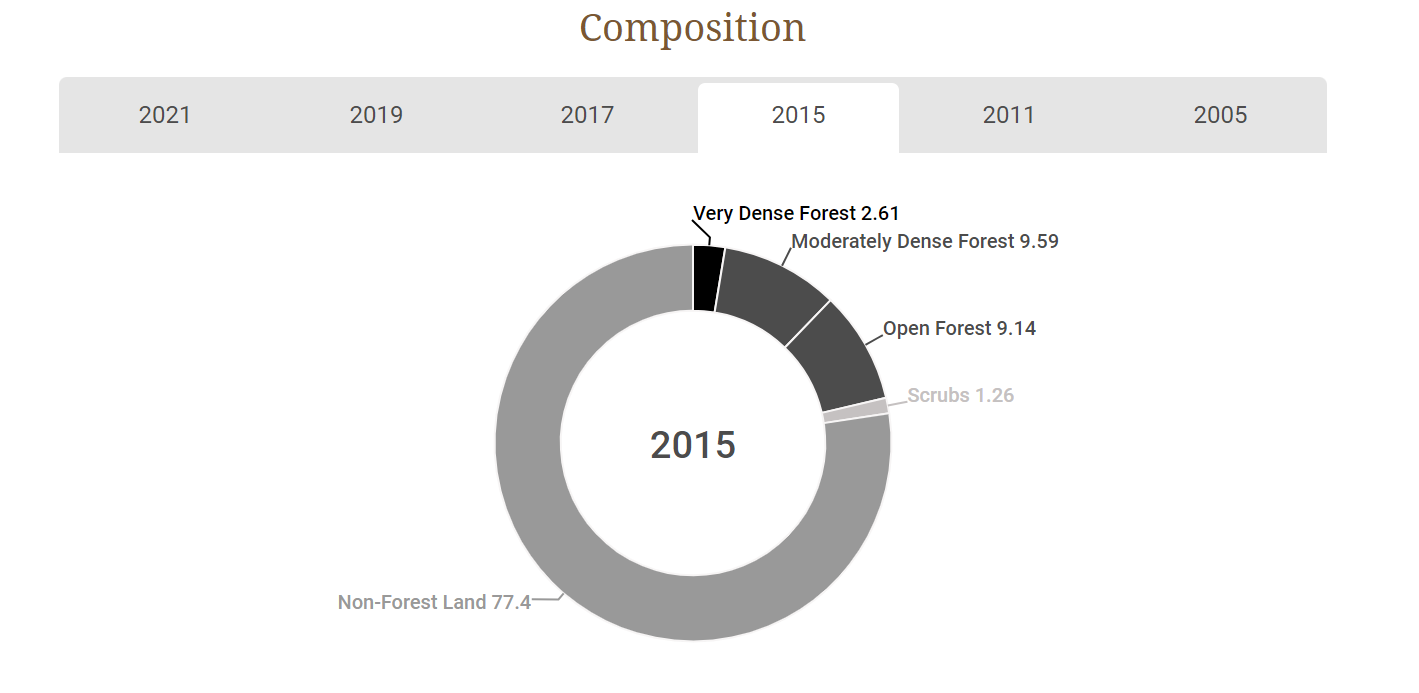 Composition
2021 2019 2017 2015 2011 2005
Very Dense Forest 2.61
Moderately Dense Forest 9.59
Open Forest 9.14
Scrubs 1.26
2015
Non-Forest Land 77.4